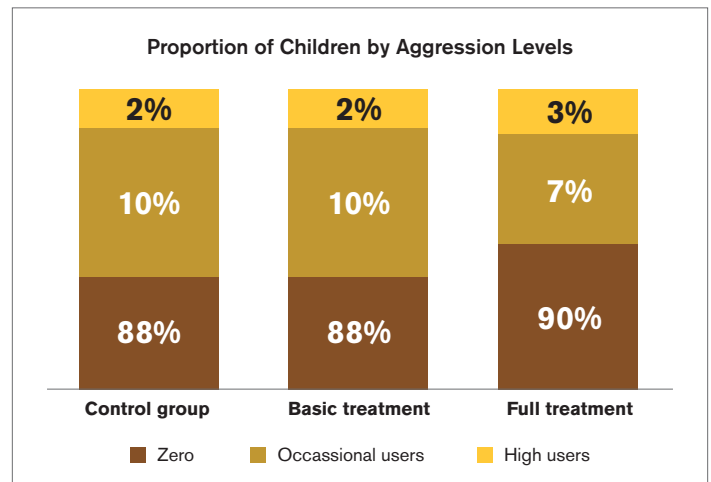 Proportion of Children by Aggression Levels
2% 2% 3%
10% 10% 7%
88% 88% 90%
Control group Basic treatment Full treatment
Zero Occassional users High users